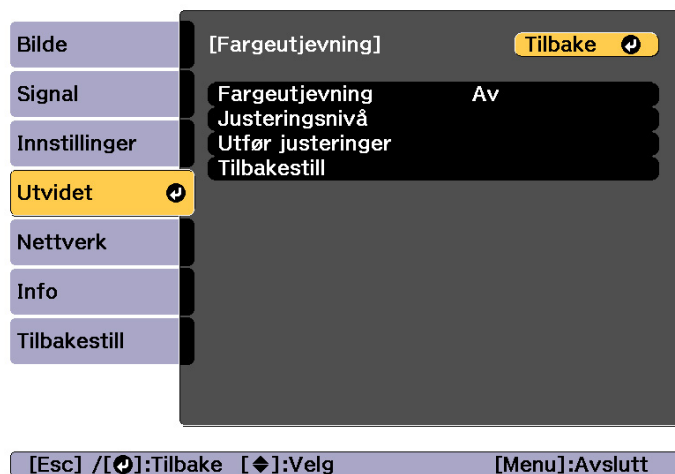 Bilde
Signal
Innstillinger
Utvidet
Nettverk
Info
Tilbakestill
[Fargeutjevning] Tilbake
Fargeutjevning Av
Justeringsnivå
Utfør justeringer
Tilbakestill
[Esc] /[⏎]:Tilbake [◆]:Velg [Menu]:Avslutt